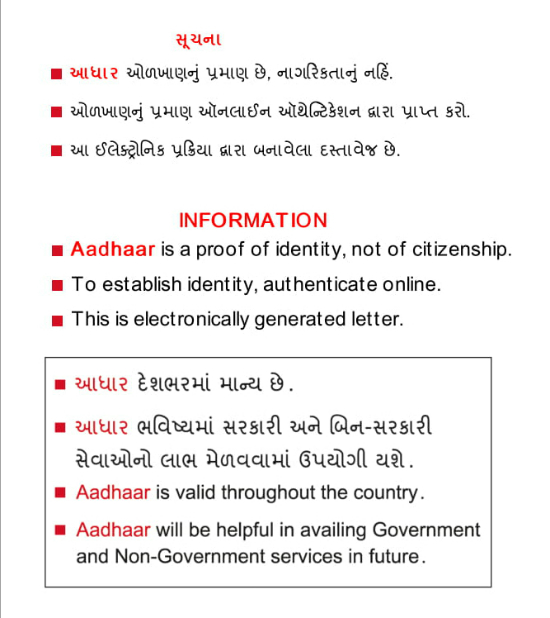 સૂચના
આધાર ઓળખાણનું પ્રમાણ છે, નાગરિકતાનું નહિં.
ઓળખાણનું પ્રમાણ ઑનલાઈન ઑથેન્ટિકેશન દ્વારા પ્રાપ્ત કરો.
આ ઈલેક્ટ્રોનિક પ્રક્રિયા દ્વારા બનાવેલા દસ્તાવેજ છે.
INFORMATION
Aadhaar is a proof of identity, not of citizenship.
To establish identity, authenticate online.
This is electronically generated letter.
આધાર દેશભરમાં માન્ય છે.
આધાર ભવિષ્યમાં સરકારી અને બિન-સરકારી
સેવાઓનો લાભ મેળવવામાં ઉપયોગી થશે.
Aadhaar is valid throughout the country.
Aadhaar will be helpful in availing Government
and Non-Government services in future.